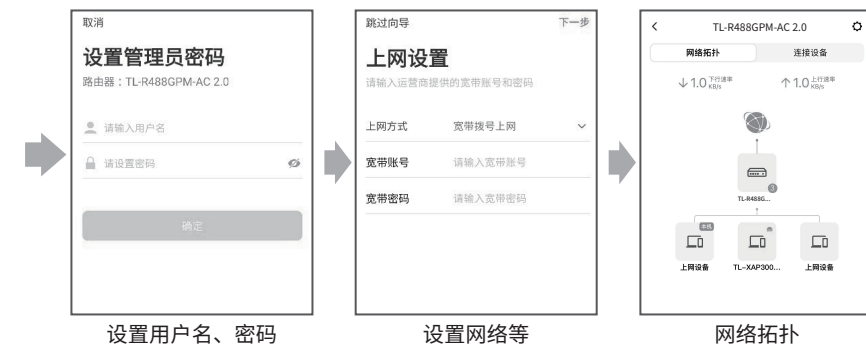 取消
设置管理员密码
路由器：TL-R488GPM-AC 2.0
请输入用户名
请设置密码
确定
设置用户名、密码
跳过向导 下一步
上网设置
请输入运营商提供的宽带账号和密码
上网方式 宽带拨号上网
宽带账号 请输入宽带账号
宽带密码 请输入宽带密码
设置网络等
TL-R488GPM-AC 2.0
网络拓扑 连接设备
↓1.0 下行速率 KB/s ↑1.0 上行速率 KB/s
3
TL-R488G...
本机
上网设备 TL-XAP300... 上网设备
网络拓扑